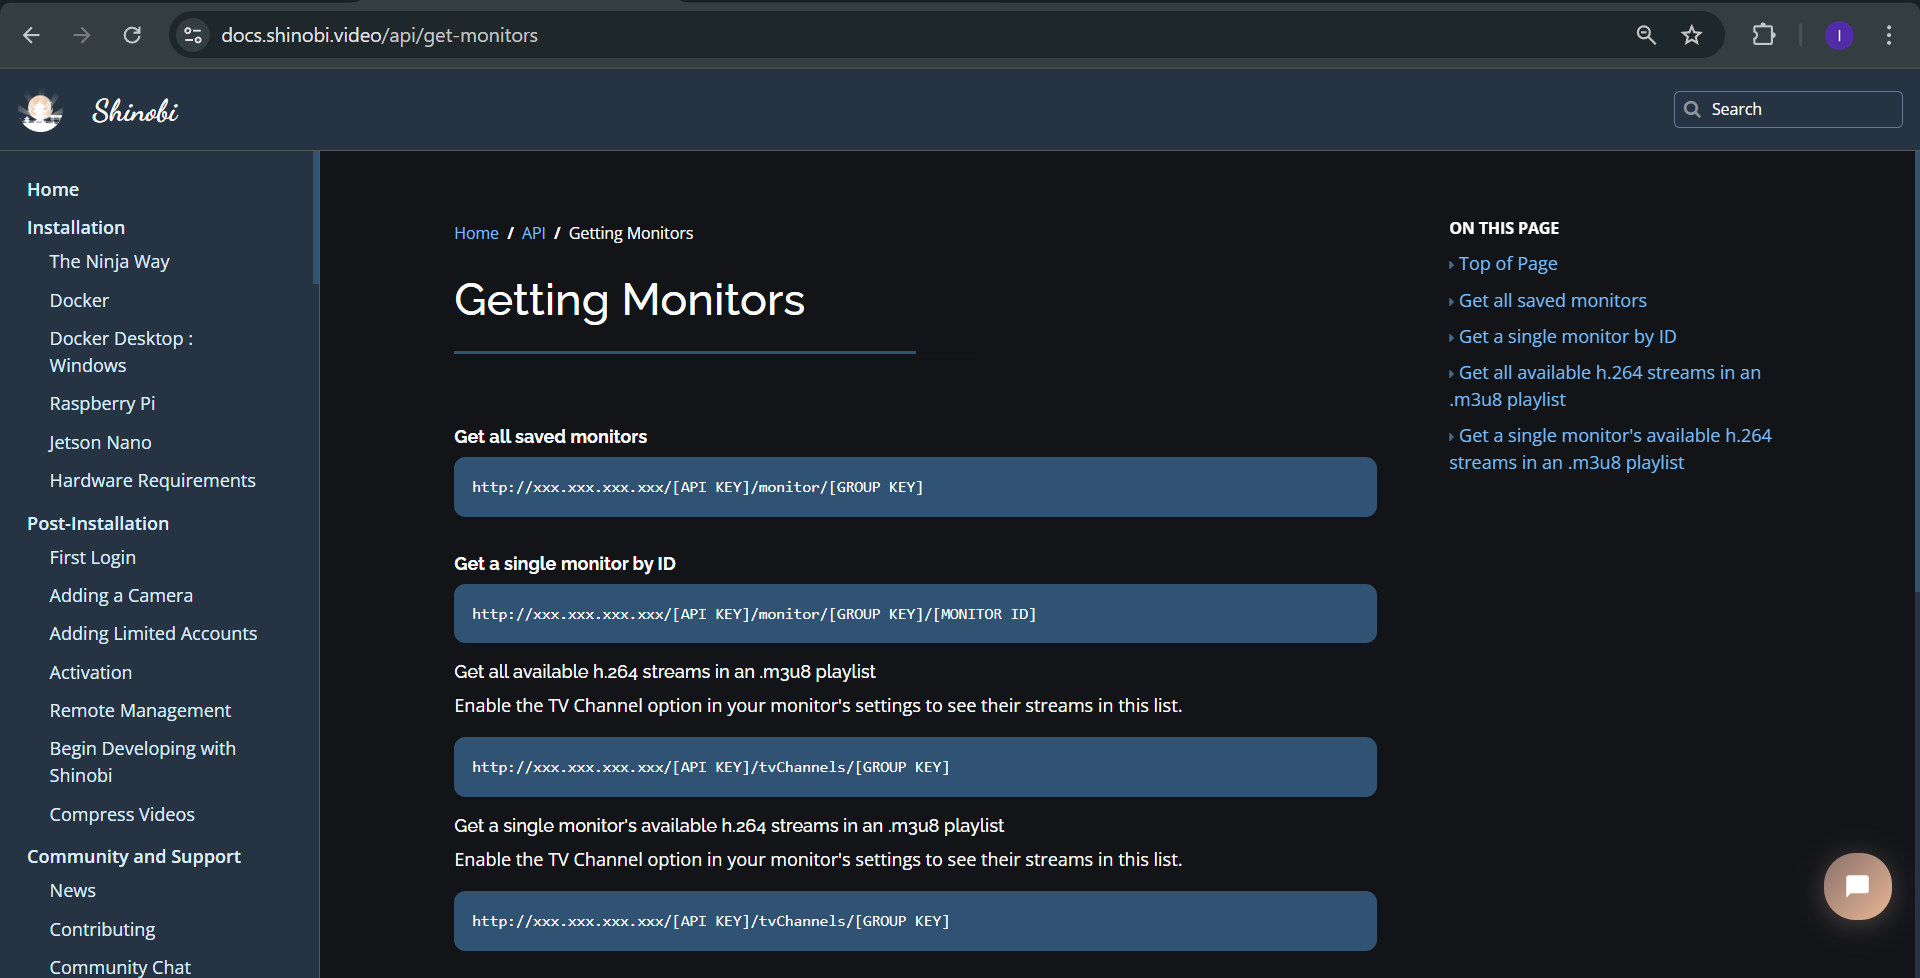 docs.shinobi.video/api/get-monitors
I
Shinobi
Search
Home
Installation
The Ninja Way
Docker
Docker Desktop :
Windows
Raspberry Pi
Jetson Nano
Hardware Requirements
Post-Installation
First Login
Adding a Camera
Adding Limited Accounts
Activation
Remote Management
Begin Developing with
Shinobi
Compress Videos
Community and Support
News
Contributing
Community Chat
Home / API / Getting Monitors
Getting Monitors
Get all saved monitors
http://xxx.xxx.xxx.xxx/[API KEY]/monitor/[GROUP KEY]
Get a single monitor by ID
http://xxx.xxx.xxx.xxx/[API KEY]/monitor/[GROUP KEY]/[MONITOR ID]
Get all available h.264 streams in an .m3u8 playlist
Enable the TV Channel option in your monitor's settings to see their streams in this list.
http://xxx.xxx.xxx.xxx/[API KEY]/tvChannels/[GROUP KEY]
Get a single monitor's available h.264 streams in an .m3u8 playlist
Enable the TV Channel option in your monitor's settings to see their streams in this list.
http://xxx.xxx.xxx.xxx/[API KEY]/tvChannels/[GROUP KEY]
ON THIS PAGE
Top of Page
Get all saved monitors
Get a single monitor by ID
Get all available h.264 streams in an
.m3u8 playlist
Get a single monitor's available h.264
streams in an .m3u8 playlist